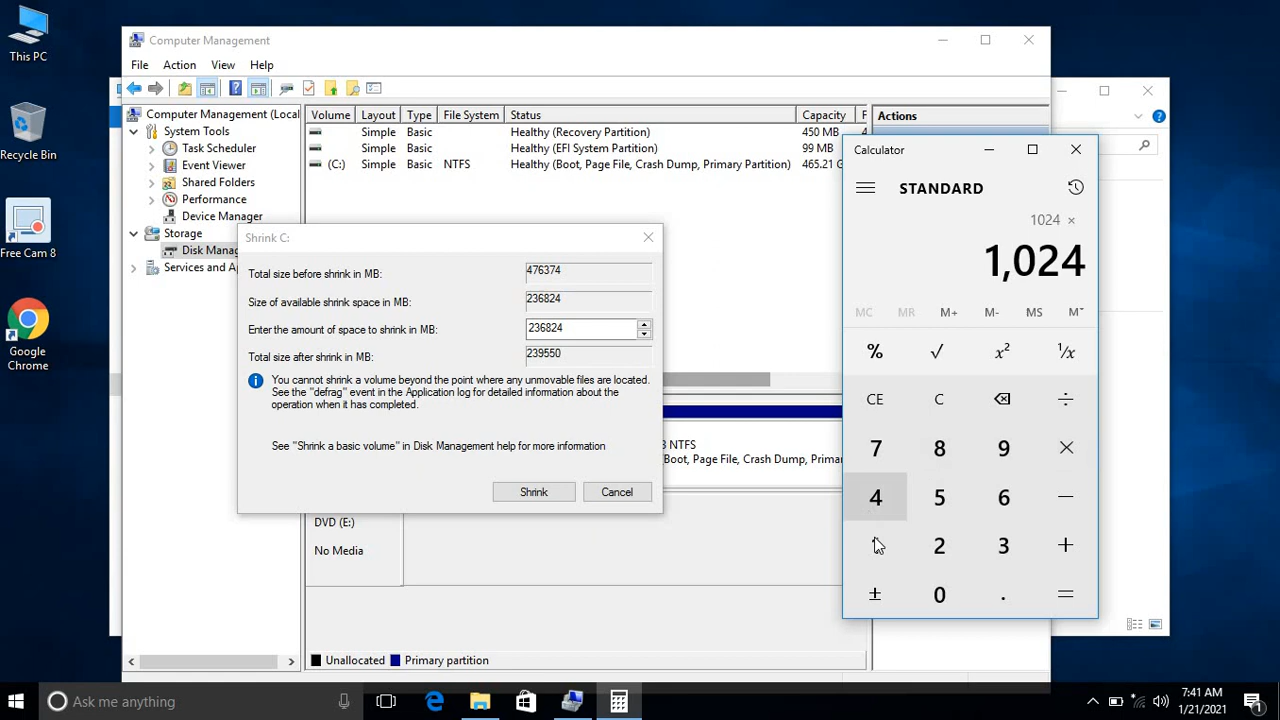 This PC
Recycle Bin
Free Cam 8
Google
Chrome
Computer Management
File Action View Help
Computer Management (Local
System Tools
Task Scheduler
Event Viewer
Shared Folders
Performance
Device Manager
Storage
Disk Manag
Services and Ap
Volume Layout Type File System Status Capacity F
Simple Basic Healthy (Recovery Partition) 450 MB 4
Simple Basic Healthy (EFI System Partition) 99 MB
(C:) Simple Basic NTFS Healthy (Boot, Page File, Crash Dump, Primary Partition) 465.21 G
Actions
Shrink C:
Total size before shrink in MB: 476374
Size of available shrink space in MB: 236824
Enter the amount of space to shrink in MB: 236824
Total size after shrink in MB: 239550
You cannot shrink a volume beyond the point where any unmovable files are located.
See the "defrag" event in the Application log for detailed information about the
operation when it has completed.
See "Shrink a basic volume" in Disk Management help for more information
Shrink Cancel
NTFS
Boot, Page File, Crash Dump, Primar
DVD (E:)
No Media
Unallocated Primary partition
Calculator
STANDARD
1024 ×
1,024
MC MR M+ M- MS M˅
% √ x² ¹/x
CE C ÷
7 8 9 ×
4 5 6 −
2 3 +
± 0 . =
Ask me anything
7:41 AM
1/21/2021
1